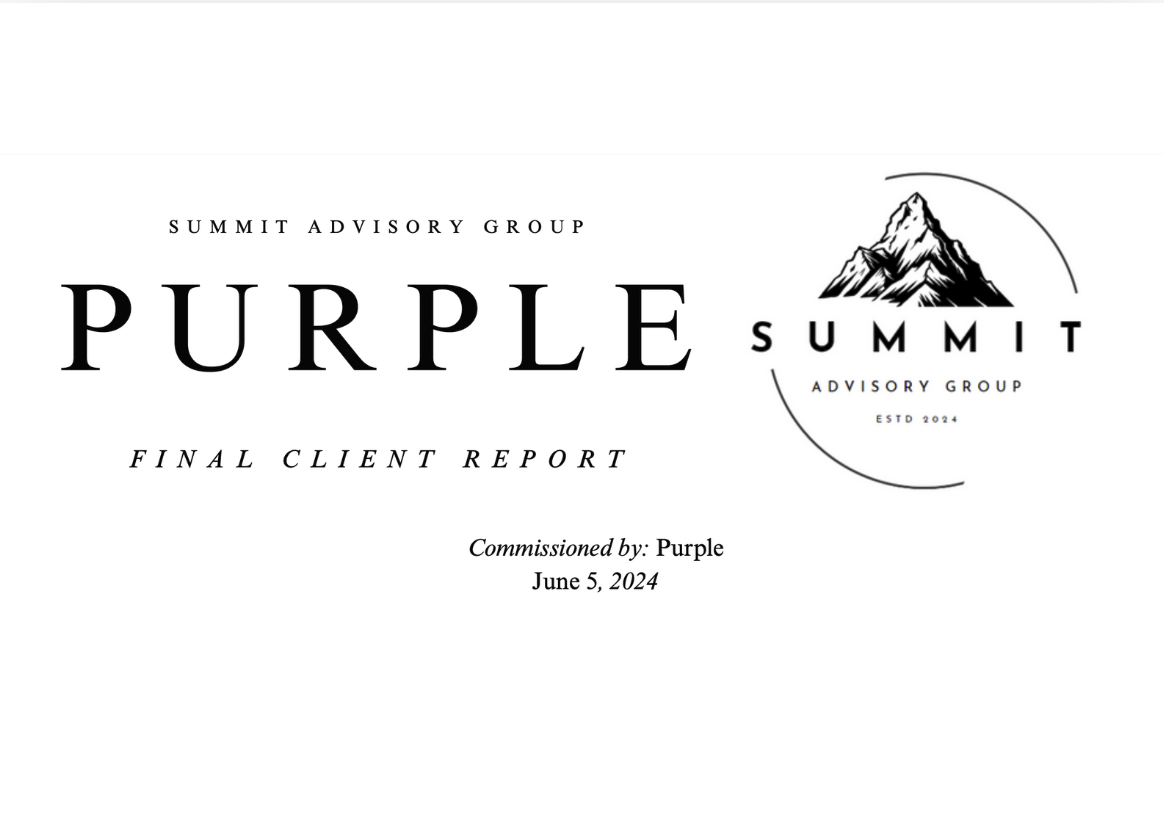 SUMMIT ADVISORY GROUP
PURPLE
FINAL CLIENT REPORT
SUMMIT
ADVISORY GROUP
ESTD 2024
Commissioned by: Purple
June 5, 2024